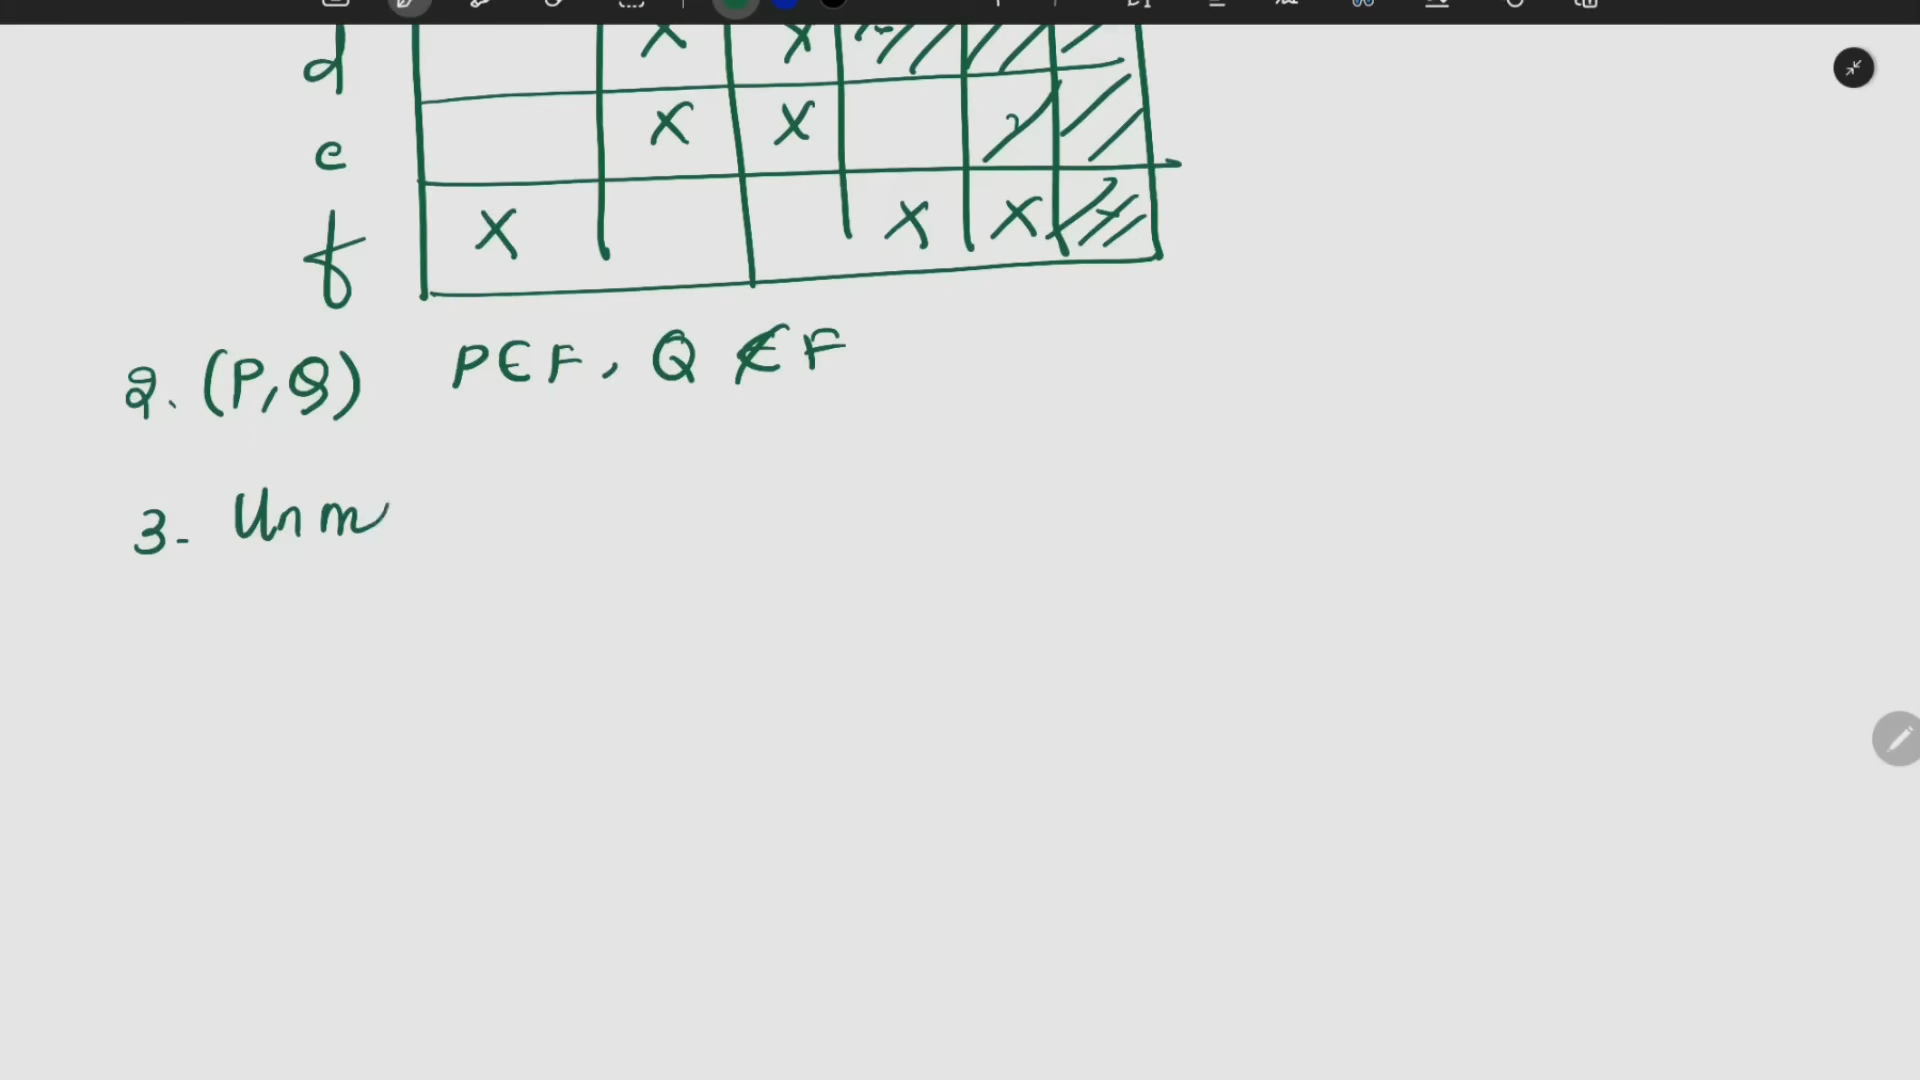 d X X
e X X
f X X X
2. (P,Q) P∈F, Q ∉ F
3- Unm